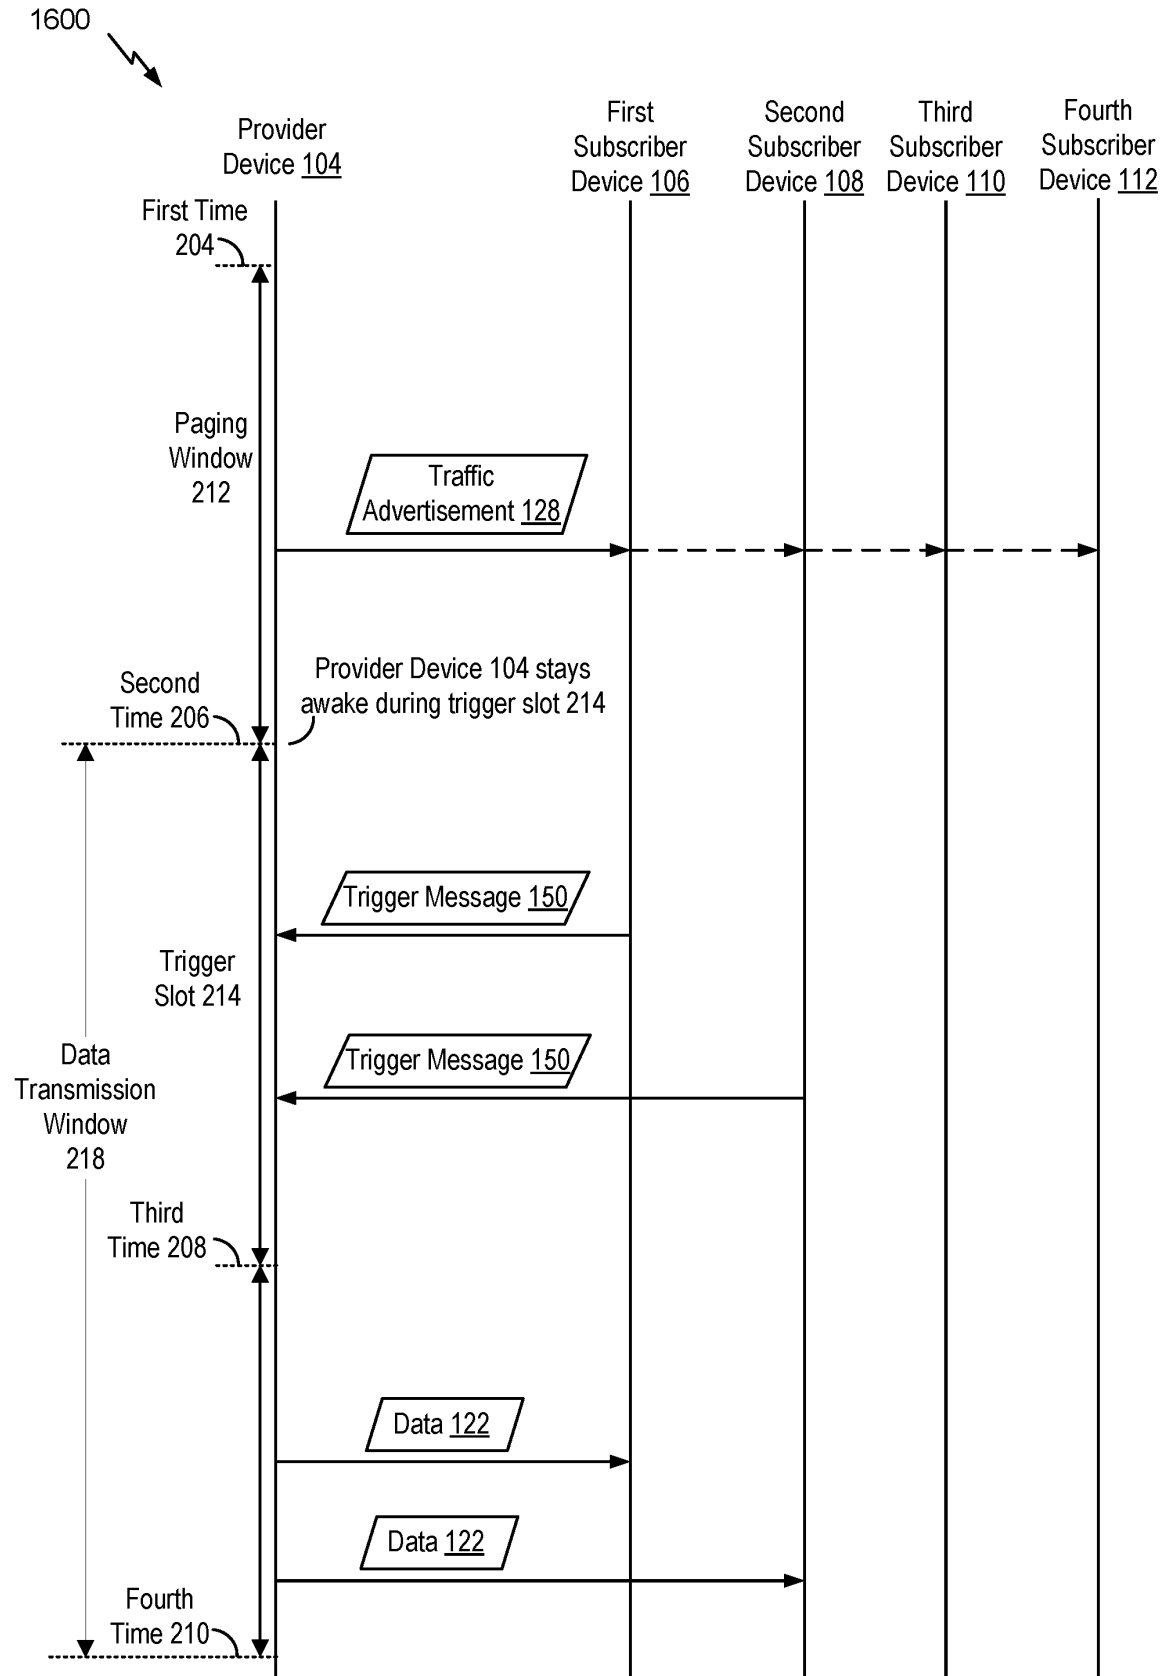 1600
Provider
Device 104
First
Subscriber
Device 106
Second
Subscriber
Device 108
Third
Subscriber
Device 110
Fourth
Subscriber
Device 112
First Time
204
Paging
Window
212
Traffic
Advertisement 128
Second
Time 206
Provider Device 104 stays
awake during trigger slot 214
Trigger Message 150
Trigger
Slot 214
Trigger Message 150
Data
Transmission
Window
218
Third
Time 208
Data 122
Data 122
Fourth
Time 210